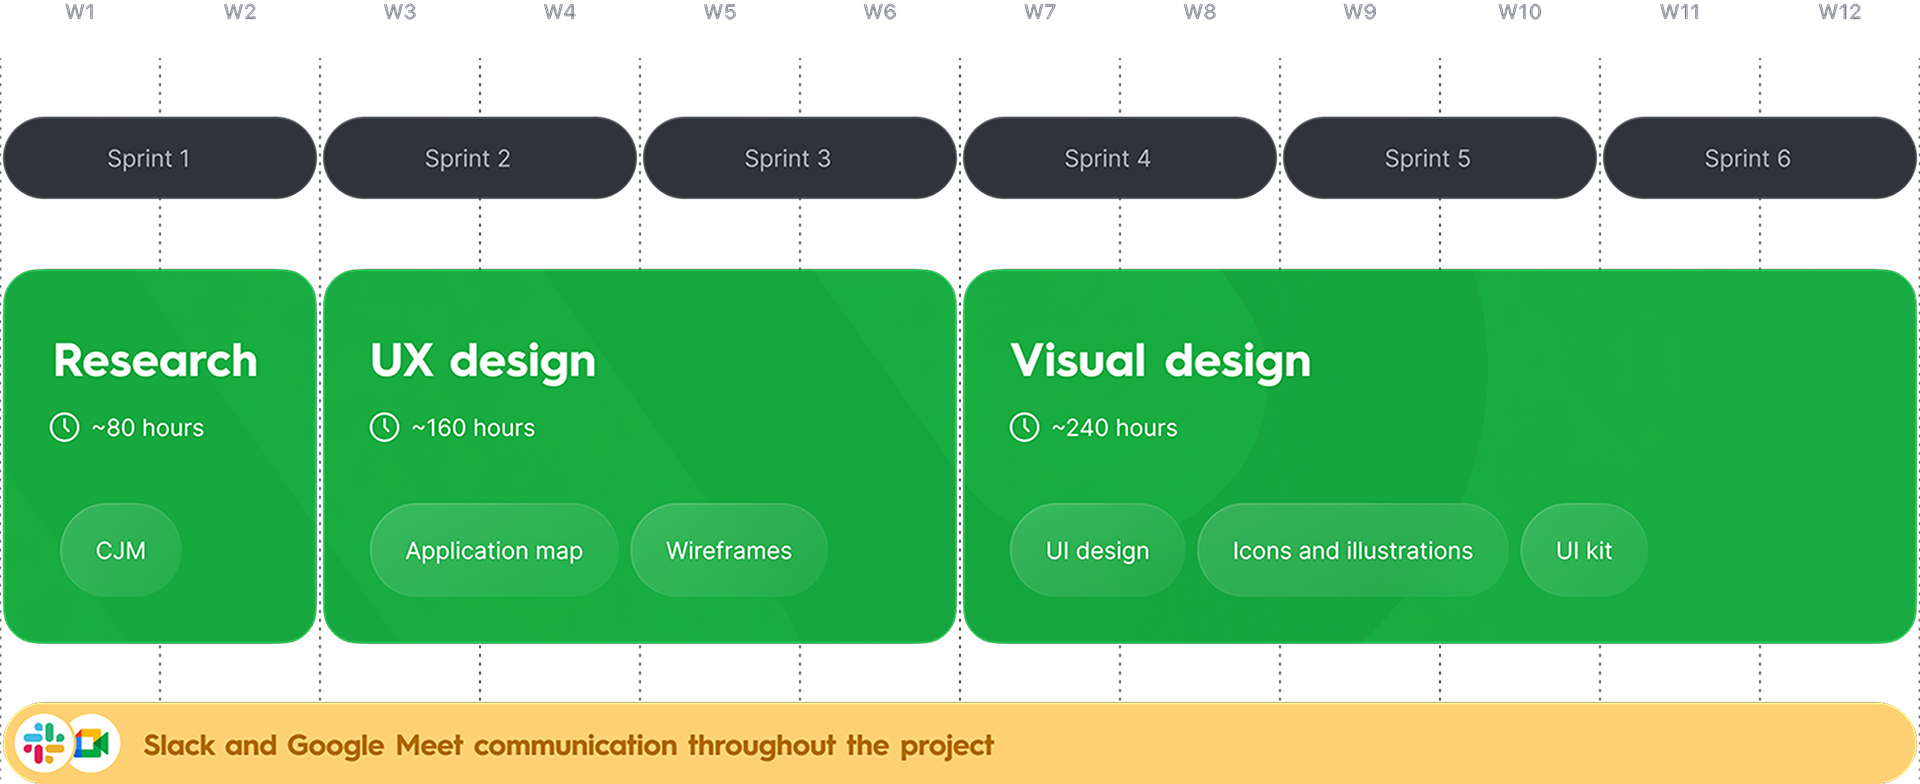 W1 W2 W3 W4 W5 W6 W7 W8 W9 W10 W11 W12
Sprint 1 Sprint 2 Sprint 3 Sprint 4 Sprint 5 Sprint 6
Research
~80 hours
CJM
UX design
~160 hours
Application map Wireframes
Visual design
~240 hours
UI design Icons and illustrations UI kit
Slack and Google Meet communication throughout the project